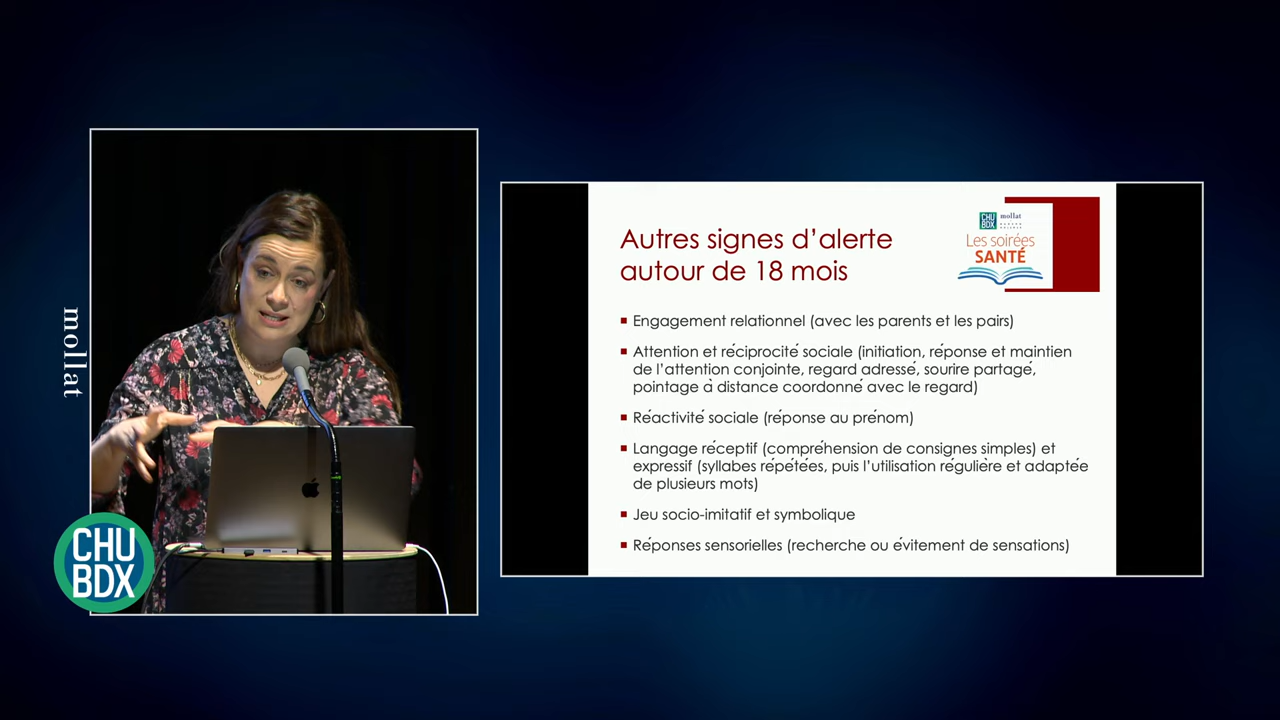 mollat
CHU
BDX
Autres signes d'alerte
autour de 18 mois
CHU
BDX
mollat
Les soirées
SANTÉ
Engagement relationnel (avec les parents et les pairs)
Attention et réciprocité sociale (initiation, réponse et maintien
de l'attention conjointe, regard adressé, sourire partagé,
pointage à distance coordonné avec le regard)
Réactivité sociale (réponse au prénom)
Langage réceptif (compréhension de consignes simples) et
expressif (syllabes répétées, puis l'utilisation régulière et adaptée
de plusieurs mots)
Jeu socio-imitatif et symbolique
Réponses sensorielles (recherche ou évitement de sensations)